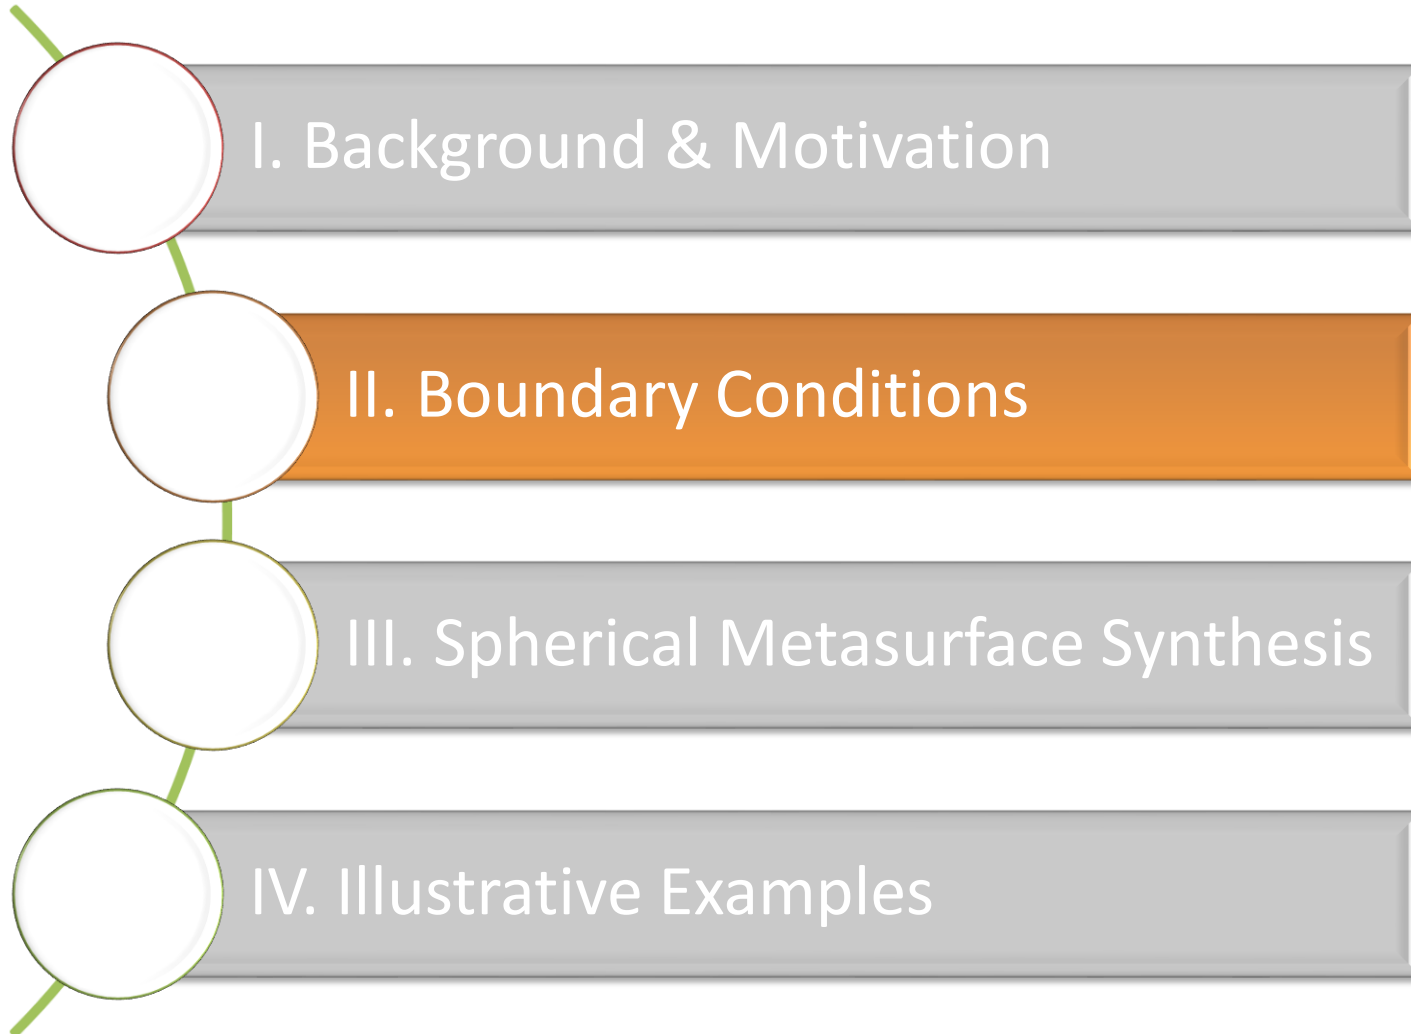 I. Background & Motivation
II. Boundary Conditions
III. Spherical Metasurface Synthesis
IV. Illustrative Examples